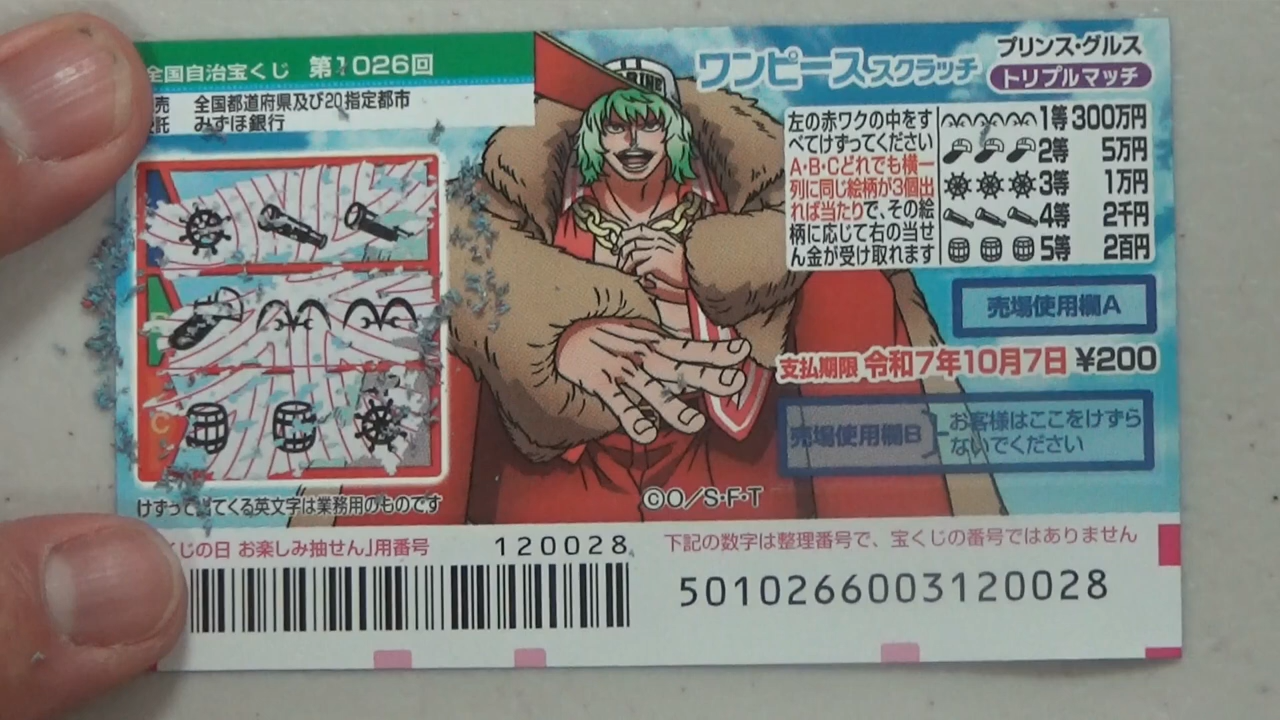 全国自治宝くじ 第1026回
売 全国都道府県及び20指定都市
託 みずほ銀行
ワンピーススクラッチ
プリンス・グルス
トリプルマッチ
左の赤ワクの中をす
べてけずってください
A・B・Cどれでも横一
列に同じ絵柄が3個出
れば当たりで、その絵
柄に応じて右の当せ
ん金が受け取れます
1等 300万円
2等 5万円
3等 1万円
4等 2千円
5等 2百円
売場使用欄A
支払期限 令和7年10月7日 ¥200
売場使用欄B
お客様はここをけずら
ないでください
C
けずって出てくる英文字は業務用のものです
©O/S・F・T
くじの日 お楽しみ抽せん」用番号
120028
下記の数字は整理番号で、宝くじの番号ではありません
5010266003120028